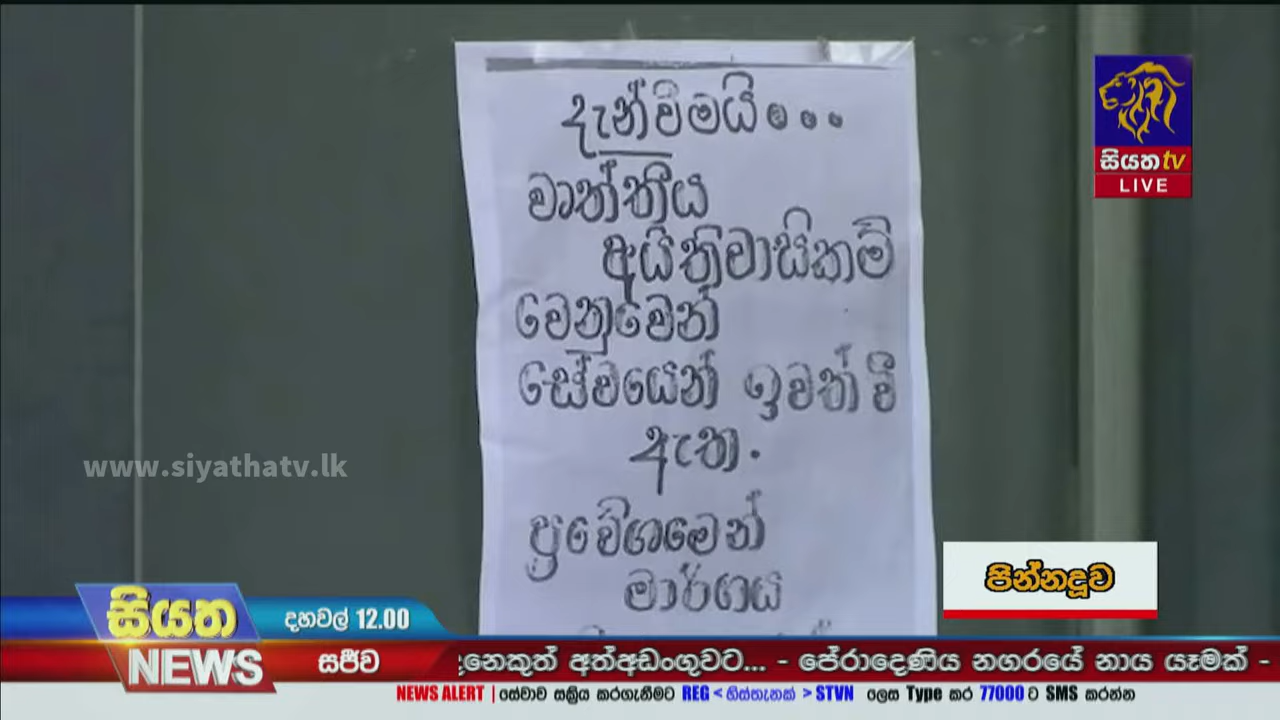 දැන්වීමයි...
වෘත්තීය
අයිතිවාසිකම්
වෙනුවෙන්
සේවයෙන් ඉවත් වී
ඇත.
ප්‍රවේශමෙන්
මාර්ගය
සියත tv
LIVE
www.siyathatv.lk
පින්නදූව
සියත
NEWS
දහවල් 12.00
සජීව
දෙනෙකුත් අත්අඩංගුවට... - පේරාදෙණිය නගරයේ නාය යෑමක් -
NEWS ALERT | සේවාව සක්‍රිය කරගැනීමට REG < හිස්තැනක් > STVN ලෙස Type කර 77000 ට SMS කරන්න